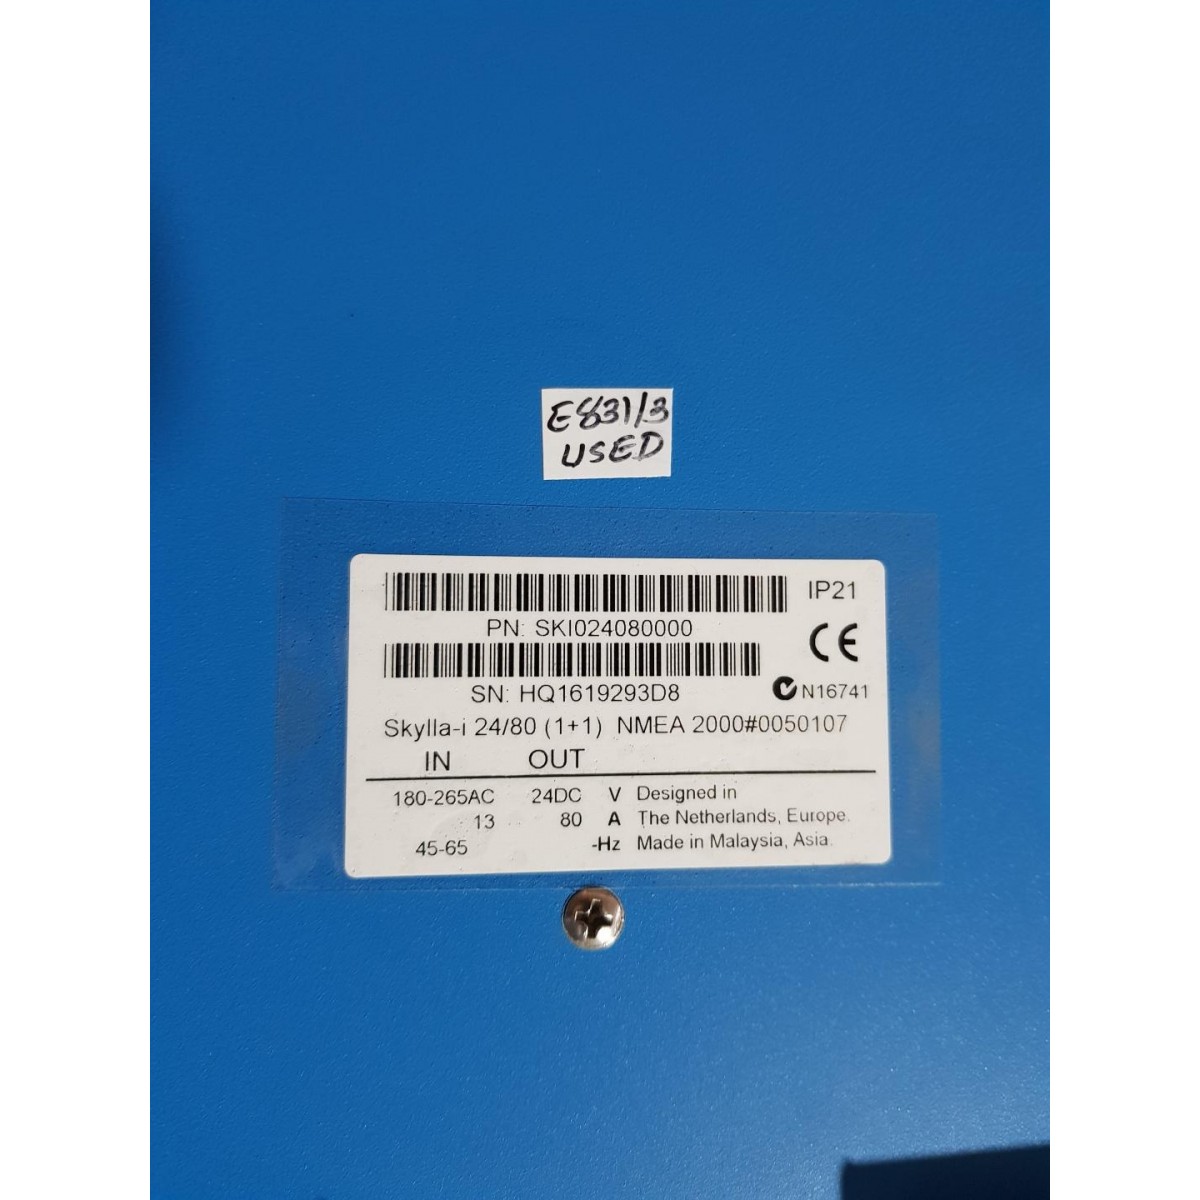 E831/3
USED
IP21
PN: SKI024080000
CE
SN: HQ1619293D8
N16741
Skylla-i 24/80 (1+1) NMEA 2000#0050107
IN OUT
180-265AC 24DC V Designed in
13 80 A The Netherlands, Europe.
45-65 -Hz Made in Malaysia, Asia.